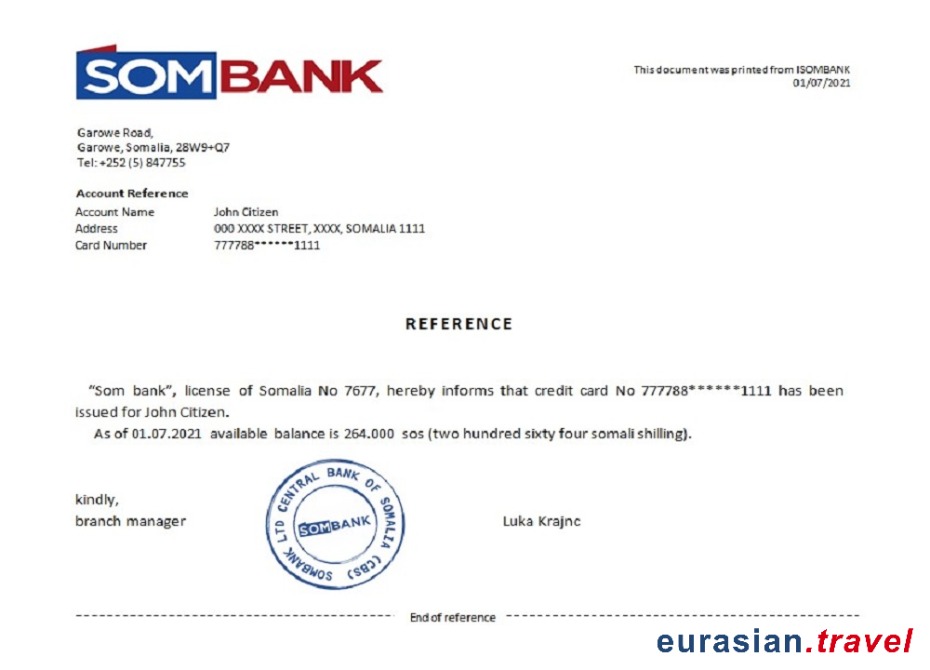 SOMBANK
This document was printed from ISOMBANK
01/07/2021
Garowe Road,
Garowe, Somalia, 28W9+Q7
Tel: +252 (5) 847755
Account Reference
Account Name John Citizen
Address 000 XXXX STREET, XXXX, SOMALIA 1111
Card Number 777788******1111
REFERENCE
"Som bank", license of Somalia No 7677, hereby informs that credit card No 777788******1111 has been
issued for John Citizen.
As of 01.07.2021 available balance is 264.000 sos (two hundred sixty four somali shilling).
kindly,
branch manager
SOMBANK LTD CENTRAL BANK OF SOMALIA (CBS)
SOMBANK
Luka Krajnc
End of reference
eurasian.travel